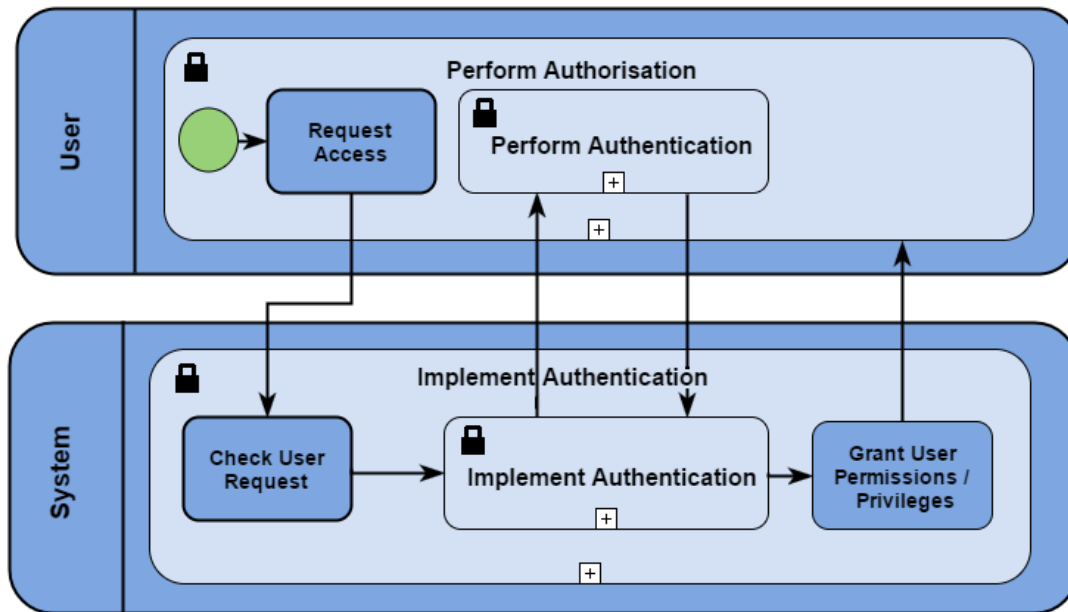 User
Perform Authorisation
Request
Access
Perform Authentication
System
Implement Authentication
Check User
Request
Implement Authentication
Grant User
Permissions /
Privileges